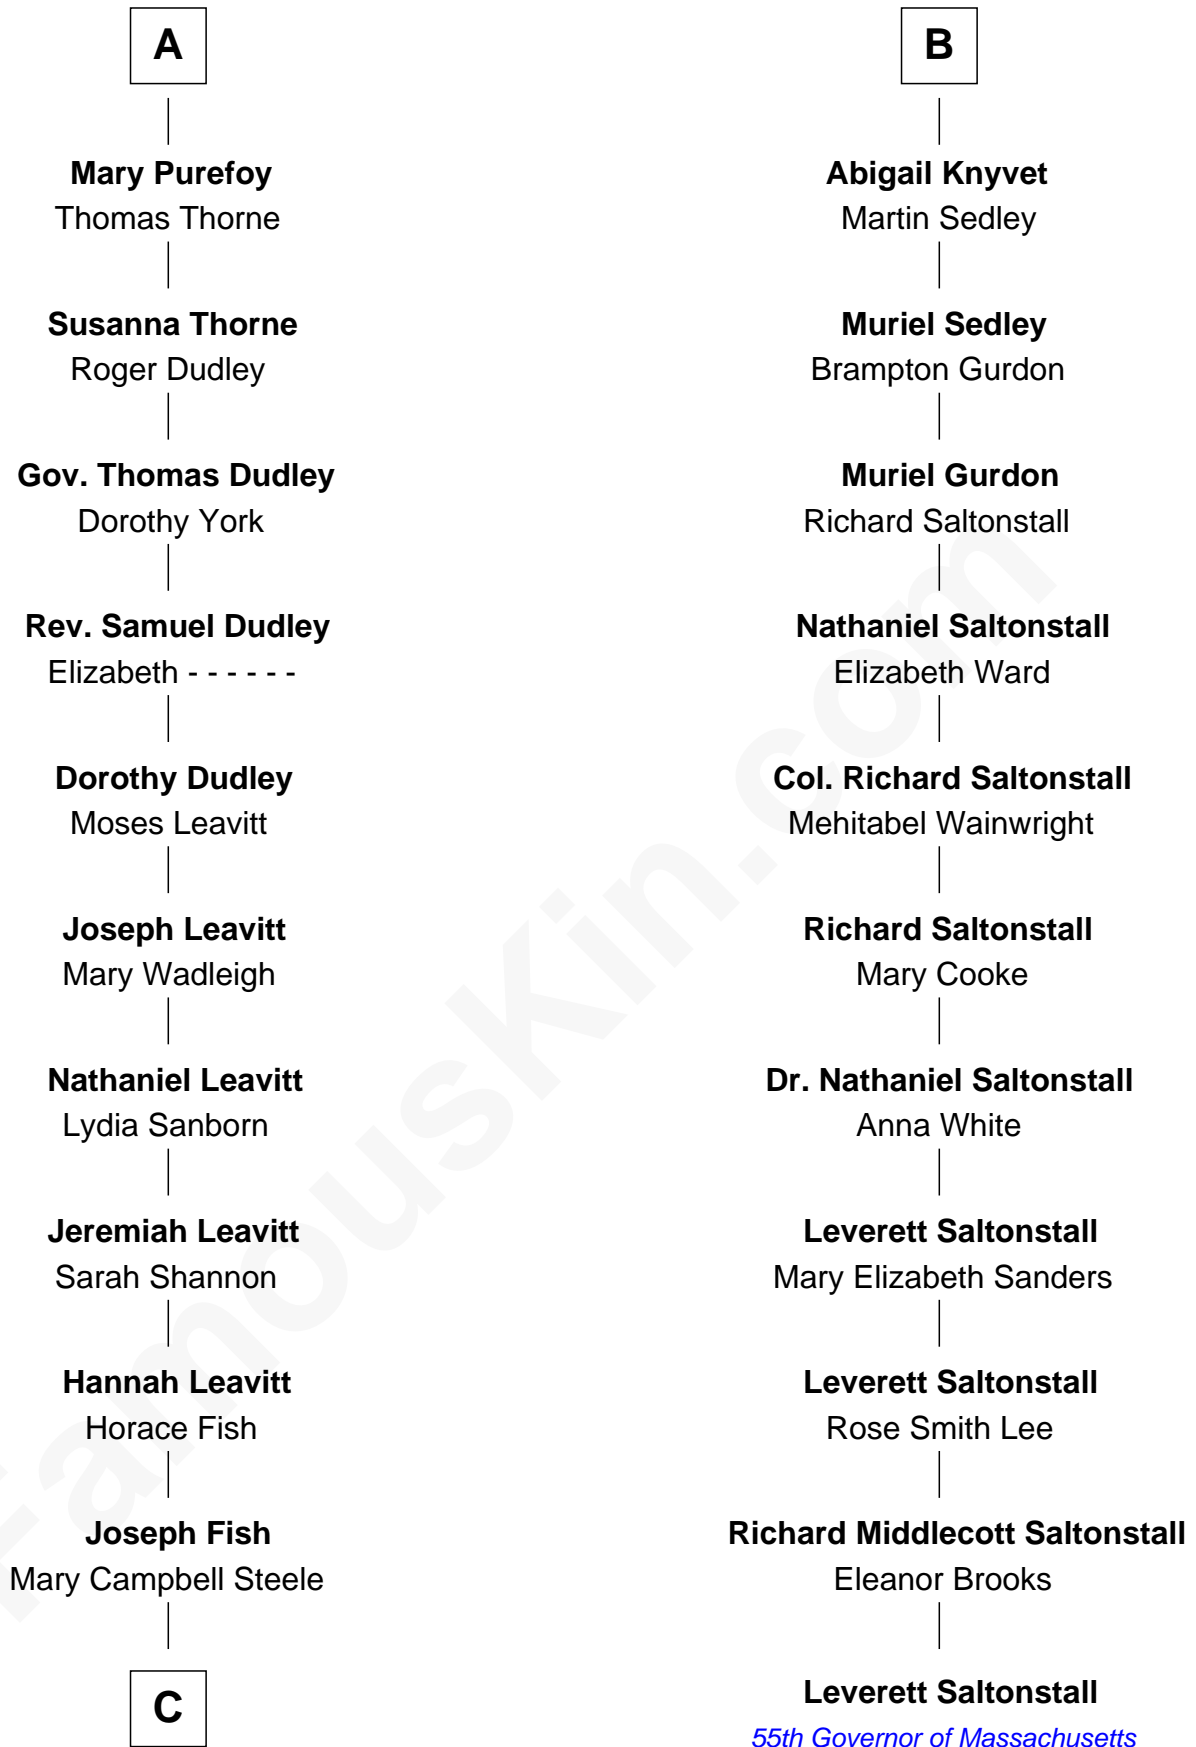 A
Mary Purefoy
Thomas Thorne
Susanna Thorne
Roger Dudley
Gov. Thomas Dudley
Dorothy York
Rev. Samuel Dudley
Elizabeth - - - - - -
Dorothy Dudley
Moses Leavitt
Joseph Leavitt
Mary Wadleigh
Nathaniel Leavitt
Lydia Sanborn
Jeremiah Leavitt
Sarah Shannon
Hannah Leavitt
Horace Fish
Joseph Fish
Mary Campbell Steele
C
B
Abigail Knyvet
Martin Sedley
Muriel Sedley
Brampton Gurdon
Muriel Gurdon
Richard Saltonstall
Nathaniel Saltonstall
Elizabeth Ward
Col. Richard Saltonstall
Mehitabel Wainwright
Richard Saltonstall
Mary Cooke
Dr. Nathaniel Saltonstall
Anna White
Leverett Saltonstall
Mary Elizabeth Sanders
Leverett Saltonstall
Rose Smith Lee
Richard Middlecott Saltonstall
Eleanor Brooks
Leverett Saltonstall
55th Governor of Massachusetts
FamousKin.com